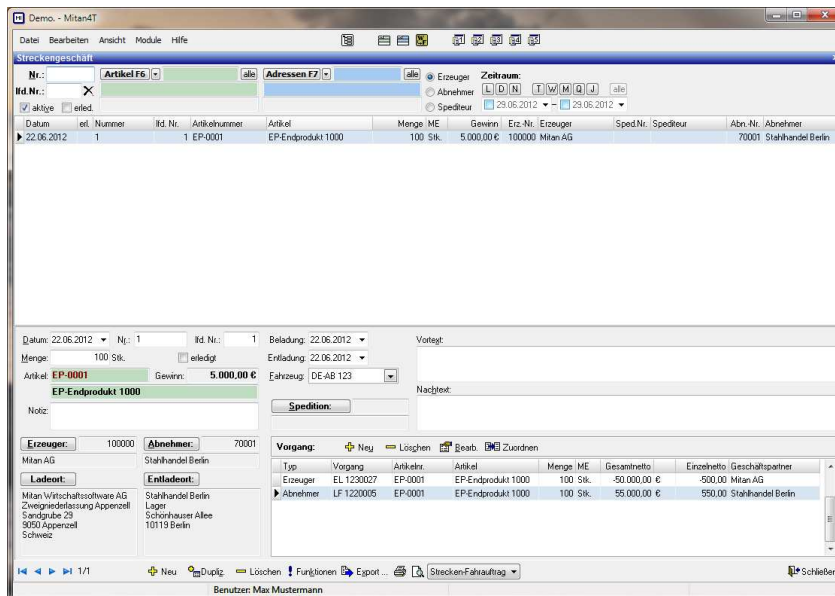 Demo. - Mitan4T
Datei Bearbeiten Ansicht Module Hilfe
Streckengeschäft
Nr.: Artikel F6 alle Adressen F7 alle Erzeuger Zeitraum:
lfd.Nr.: Abnehmer L D N T W M Q J alle
aktive erled. Spediteur 29.06.2012 – 29.06.2012
Datum erl. Nummer lfd. Nr. Artikelnummer Artikel Menge ME Gewinn Erz.-Nr. Erzeuger Sped.Nr. Spediteur Abn.-Nr. Abnehmer
22.06.2012 1 1 EP-0001 EP-Endprodukt 1000 100 Stk. 5.000,00 € 100000 Mitan AG 70001 Stahlhandel Berlin
Datum: 22.06.2012 Nr.: 1 lfd. Nr.: 1 Beladung: 22.06.2012 Vortext:
Menge: 100 Stk. erledigt Entladung: 22.06.2012
Artikel: EP-0001 Gewinn: 5.000,00 € Fahrzeug: DE-AB 123
EP-Endprodukt 1000 Nachtext:
Notiz: Spedition:
Erzeuger: 100000 Abnehmer: 70001 Vorgang: Neu Löschen Bearb. Zuordnen
Mitan AG Stahlhandel Berlin
Typ Vorgang Artikelnr. Artikel Menge ME Gesamtnetto Einzelnetto Geschäftspartner
Erzeuger EL 1230027 EP-0001 EP-Endprodukt 1000 100 Stk. -50.000,00 € -500,00 Mitan AG
Abnehmer LF 1220005 EP-0001 EP-Endprodukt 1000 100 Stk. 55.000,00 € 550,00 Stahlhandel Berlin
Ladeort: Entladeort:
Mitan Wirtschaftssoftware AG Stahlhandel Berlin
Zweigniederlassung Appenzell Lager
Sandgrube 29 Schönhauser Allee
9050 Appenzell 10119 Berlin
Schweiz
1/1 Neu Dupliz. Löschen Funktionen Export ... Strecken-Fahrauftrag Schließen
Benutzer: Max Mustermann